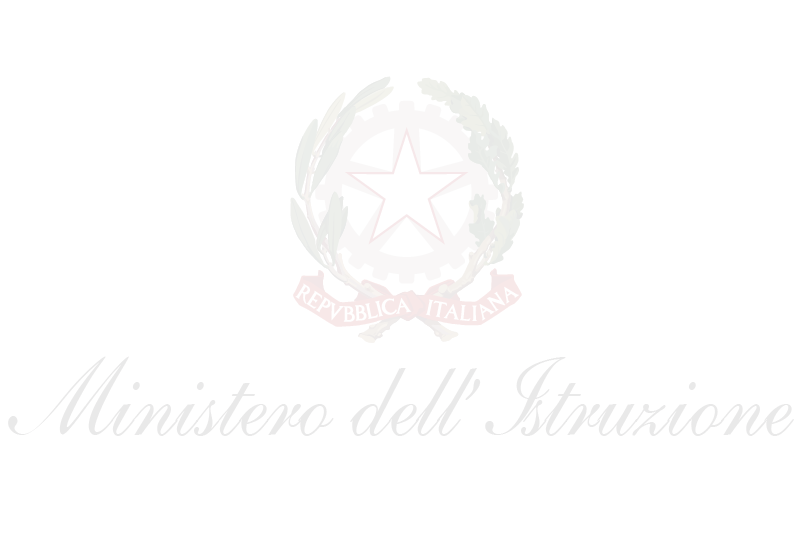 REPVBBLICA ITALIANA
Ministero dell' Istruzione